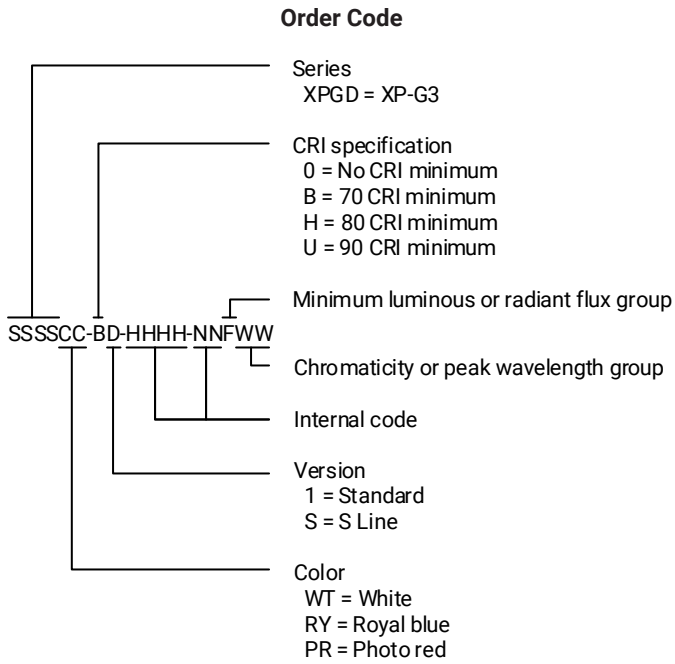 Order Code
Series
XPGD = XP-G3
CRI specification
0 = No CRI minimum
B = 70 CRI minimum
H = 80 CRI minimum
U = 90 CRI minimum
Minimum luminous or radiant flux group
SSSSCC-BD-HHHH-NNFWW
Chromaticity or peak wavelength group
Internal code
Version
1 = Standard
S = S Line
Color
WT = White
RY = Royal blue
PR = Photo red